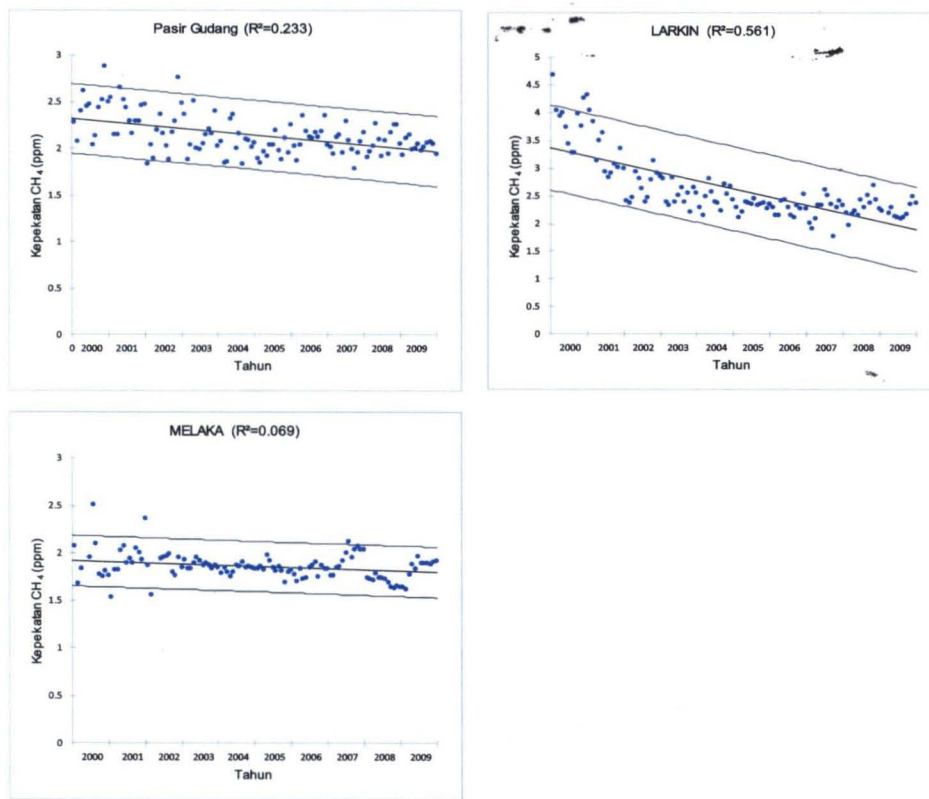 Pasir Gudang (R²=0.233)
Kepekatan CH₄ (ppm)
3
2.5
2
1.5
1
0.5
0
0 2000 2001 2002 2003 2004 2005 2006 2007 2008 2009
Tahun
LARKIN (R²=0.561)
Kepekatan CH₄ (ppm)
5
4.5
4
3.5
3
2.5
2
1.5
1
0.5
0
2000 2001 2002 2003 2004 2005 2006 2007 2008 2009
Tahun
MELAKA (R²=0.069)
Kepekatan CH₄ (ppm)
3
2.5
2
1.5
1
0.5
0
2000 2001 2002 2003 2004 2005 2006 2007 2008 2009
Tahun